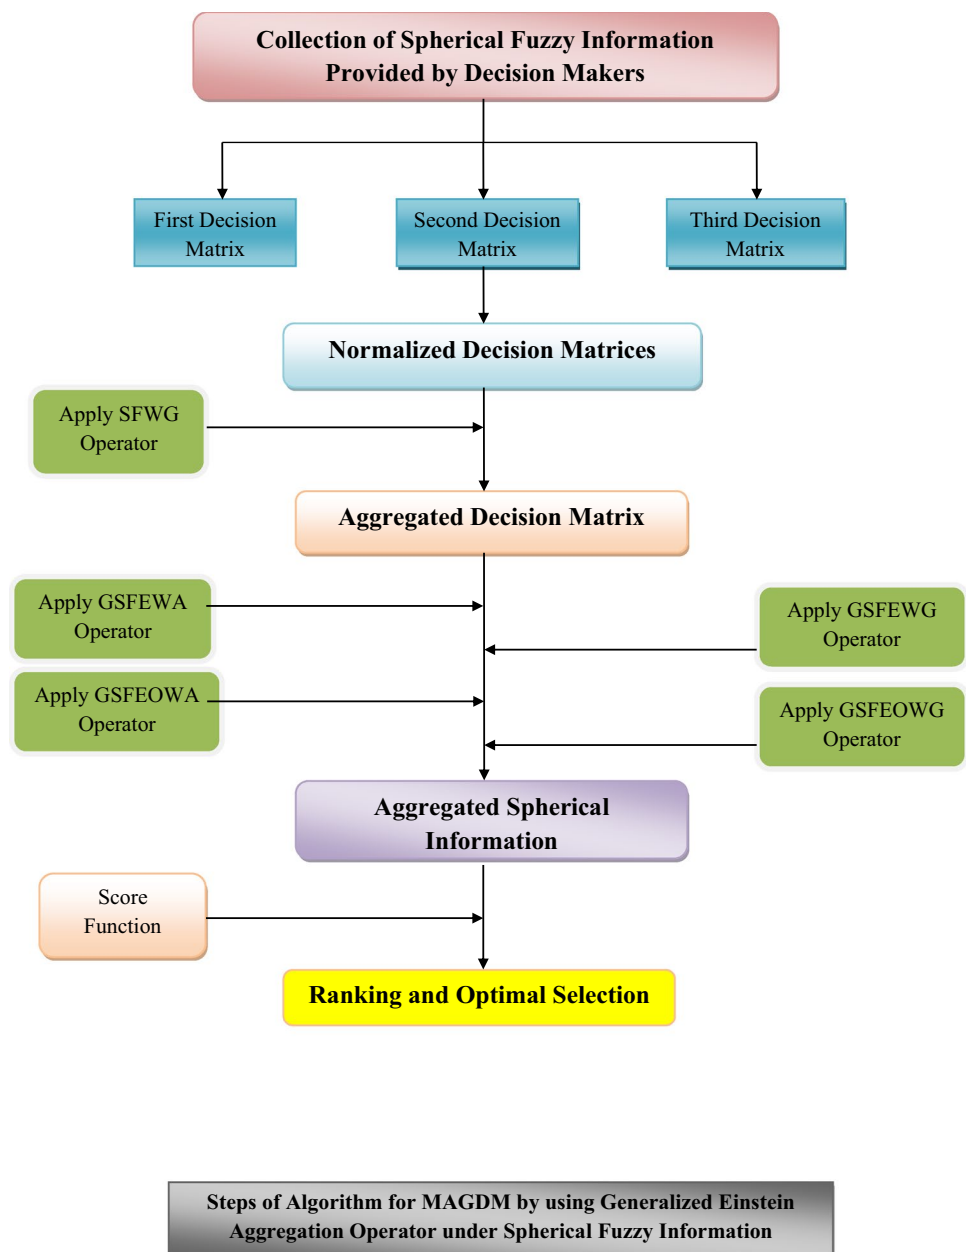 Collection of Spherical Fuzzy Information
Provided by Decision Makers
First Decision
Matrix
Second Decision
Matrix
Third Decision
Matrix
Normalized Decision Matrices
Apply SFWG
Operator
Aggregated Decision Matrix
Apply GSFEWA
Operator
Apply GSFEWG
Operator
Apply GSFEOWA
Operator
Apply GSFEOWG
Operator
Aggregated Spherical
Information
Score
Function
Ranking and Optimal Selection
Steps of Algorithm for MAGDM by using Generalized Einstein
Aggregation Operator under Spherical Fuzzy Information